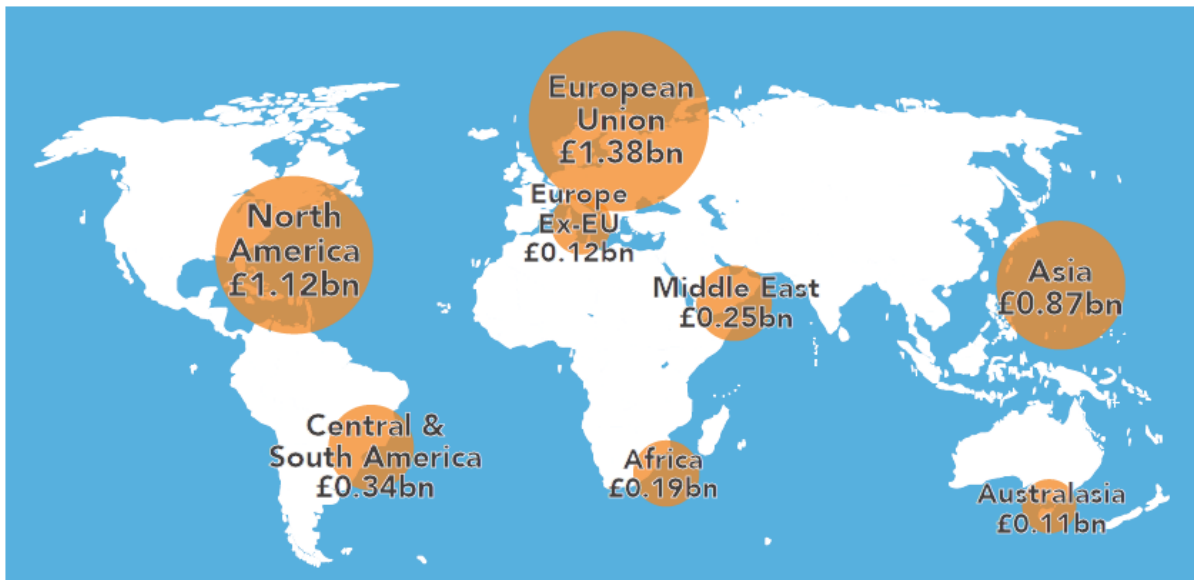 European
Union
£1.38bn
Europe
Ex-EU
£0.12bn
North
America
£1.12bn
Middle East
£0.25bn
Asia
£0.87bn
Central &
South America
£0.34bn
Africa
£0.19bn
Australasia
£0.11bn